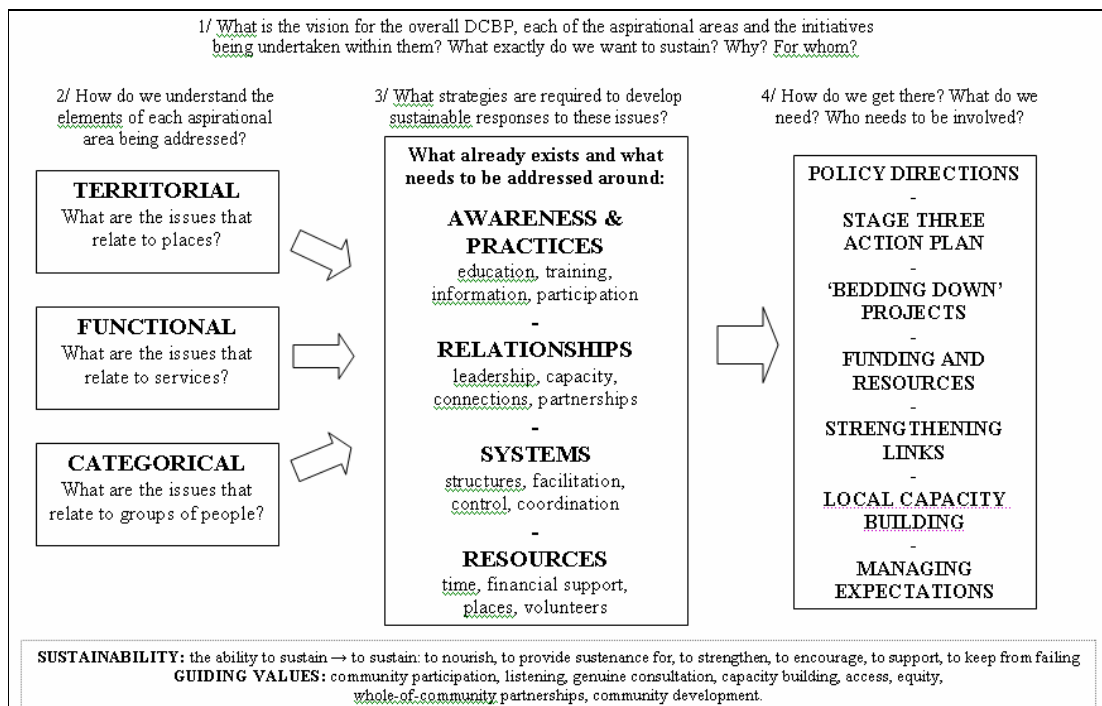 1/ What is the vision for the overall DCBP, each of the aspirational areas and the initiatives
being undertaken within them? What exactly do we want to sustain? Why? For whom?
2/ How do we understand the
elements of each aspirational
area being addressed?
TERRITORIAL
What are the issues that
relate to places?
FUNCTIONAL
What are the issues that
relate to services?
CATEGORICAL
What are the issues that
relate to groups of people?
3/ What strategies are required to develop
sustainable responses to these issues?
What already exists and what
needs to be addressed around:
AWARENESS &
PRACTICES
education, training,
information, participation
-
RELATIONSHIPS
leadership, capacity,
connections, partnerships
-
SYSTEMS
structures, facilitation,
control, coordination
-
RESOURCES
time, financial support,
places, volunteers
4/ How do we get there? What do we
need? Who needs to be involved?
POLICY DIRECTIONS
-
STAGE THREE
ACTION PLAN
-
‘BEDDING DOWN’
PROJECTS
-
FUNDING AND
RESOURCES
-
STRENGTHENING
LINKS
-
LOCAL CAPACITY
BUILDING
-
MANAGING
EXPECTATIONS
SUSTAINABILITY: the ability to sustain → to sustain: to nourish, to provide sustenance for, to strengthen, to encourage, to support, to keep from failing
GUIDING VALUES: community participation, listening, genuine consultation, capacity building, access, equity,
whole-of-community partnerships, community development.